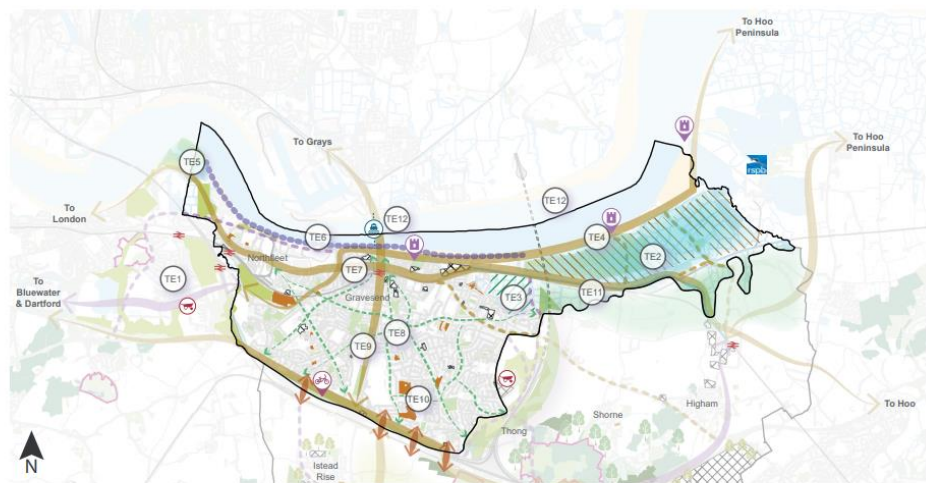 To Hoo
Peninsula
To Grays
To Hoo
Peninsula
rspb
TE5
To
London
TE12
TE12
TE6
TE4
Northfleet
TE2
TE7
To
Bluewater
& Dartford
TE1
Gravesend
TE3
TE11
TE8
TE9
TE10
Higham
Shorne
To Hoo
Thong
Istead
Rise
N